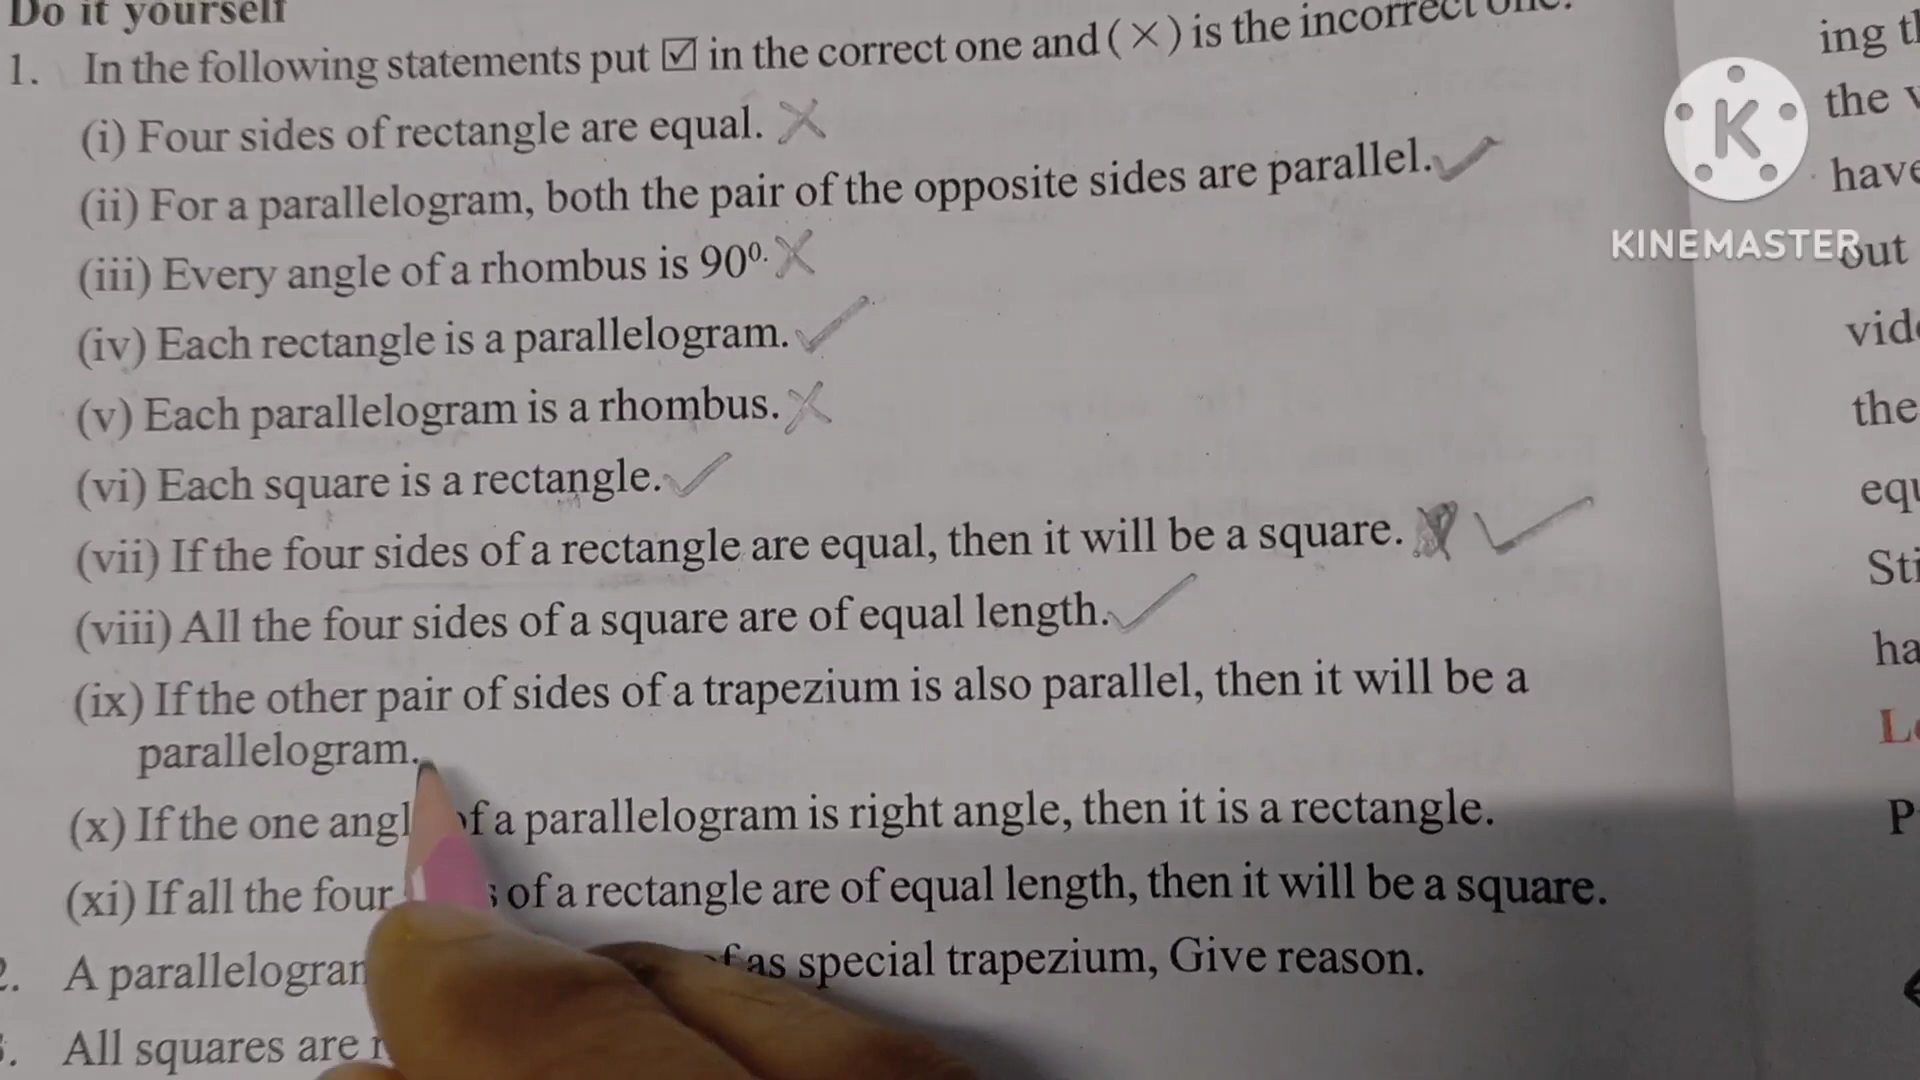 Do it yourself
1. In the following statements put ☑ in the correct one and (×) is the incorrect one.
(i) Four sides of rectangle are equal. ×
(ii) For a parallelogram, both the pair of the opposite sides are parallel. ✓
(iii) Every angle of a rhombus is 90⁰. ×
(iv) Each rectangle is a parallelogram. ✓
(v) Each parallelogram is a rhombus. ×
(vi) Each square is a rectangle. ✓
(vii) If the four sides of a rectangle are equal, then it will be a square. ✓
(viii) All the four sides of a square are of equal length. ✓
(ix) If the other pair of sides of a trapezium is also parallel, then it will be a
parallelogram.
(x) If the one of a parallelogram is right angle, then it is a rectangle.
(xi) If all the four of a rectangle are of equal length, then it will be a square.
A as special trapezium, Give reason.
All squares are
K
KINEMASTER
ing
the
have
out
the